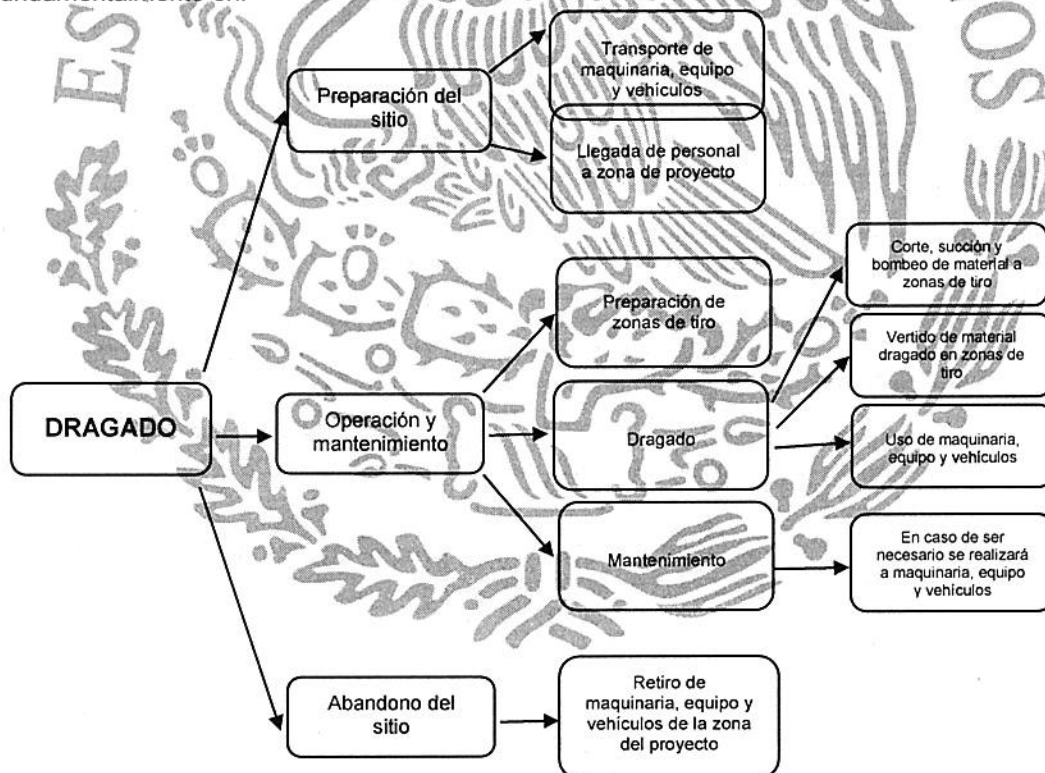 Transporte de
maquinaria, equipo
y vehículos
Preparación del
sitio
Llegada de personal
a zona de proyecto
Corte, succión y
bombeo de material a
zonas de tiro
Preparación de
zonas de tiro
Vertido de material
dragado en zonas de
tiro
DRAGADO
Operación y
mantenimiento
Dragado
Uso de maquinaria,
equipo y vehículos
Mantenimiento
En caso de ser
necesario se realizará
a maquinaria, equipo
y vehículos
Abandono del
sitio
Retiro de
maquinaria, equipo y
vehículos de la zona
del proyecto
ES
SO